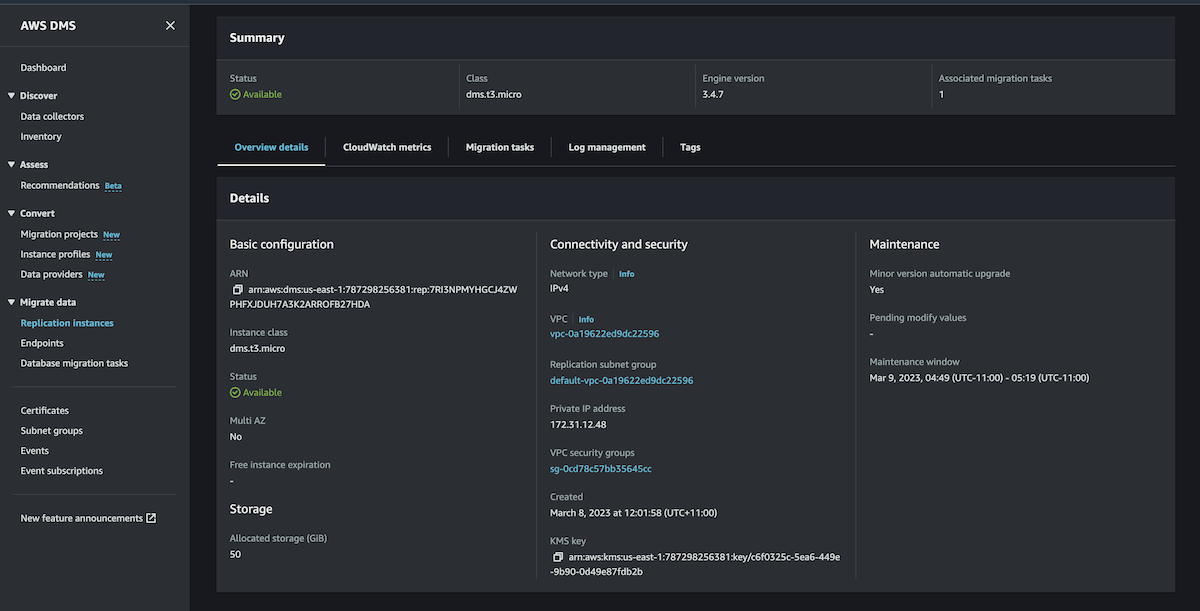 AWS DMS
Dashboard
Discover
Data collectors
Inventory
Assess
Recommendations Beta
Convert
Migration projects New
Instance profiles New
Data providers New
Migrate data
Replication instances
Endpoints
Database migration tasks
Certificates
Subnet groups
Events
Event subscriptions
New feature announcements
Summary
Status
Available
Class
dms.t3.micro
Engine version
3.4.7
Associated migration tasks
1
Overview details
CloudWatch metrics
Migration tasks
Log management
Tags
Details
Basic configuration
ARN
arn:aws:dms:us-east-1:787298256381:rep:7RI3NPMYHGCJ4ZW
PHFXJDUH7A3K2ARROFB27HDA
Instance class
dms.t3.micro
Status
Available
Multi AZ
No
Free instance expiration
-
Storage
Allocated storage (GiB)
50
Connectivity and security
Network type Info
IPv4
VPC Info
vpc-0a19622ed9dc22596
Replication subnet group
default-vpc-0a19622ed9dc22596
Private IP address
172.31.12.48
VPC security groups
sg-0cd78c57bb35645cc
Created
March 8, 2023 at 12:01:58 (UTC+11:00)
KMS key
arn:aws:kms:us-east-1:787298256381:key/c6f0325c-5ea6-449e
-9b90-0d49e87fdb2b
Maintenance
Minor version automatic upgrade
Yes
Pending modify values
-
Maintenance window
Mar 9, 2023, 04:49 (UTC-11:00) - 05:19 (UTC-11:00)